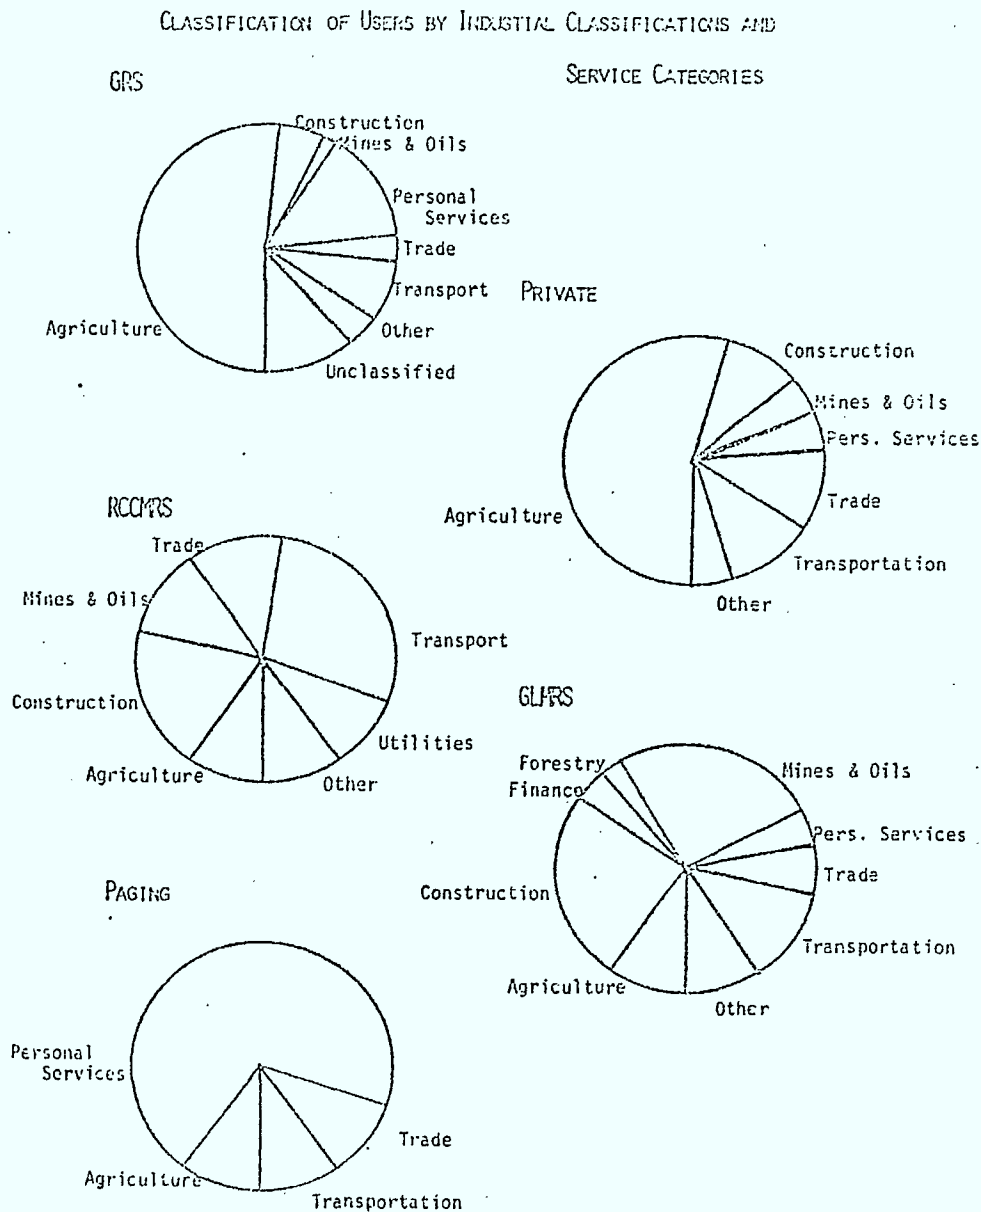 CLASSIFICATION OF USERS BY INDUSTIAL CLASSIFICATIONS AND
SERVICE CATEGORIES
GRS
Construction
Mines & Oils
Personal
Services
Trade
Transport
Other
Unclassified
Agriculture
PRIVATE
Construction
Mines & Oils
Pers. Services
Trade
Transportation
Other
Agriculture
RCCMRS
Trade
Mines & Oils
Construction
Agriculture
Other
Utilities
Transport
GLMRS
Forestry
Finance
Mines & Oils
Pers. Services
Trade
Transportation
Other
Agriculture
Construction
PAGING
Personal
Services
Agriculture
Transportation
Trade